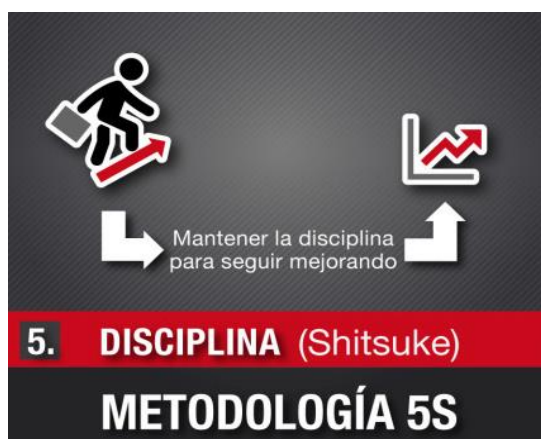 Mantener la disciplina
para seguir mejorando
5. DISCIPLINA (Shitsuke)
METODOLOGÍA 5S